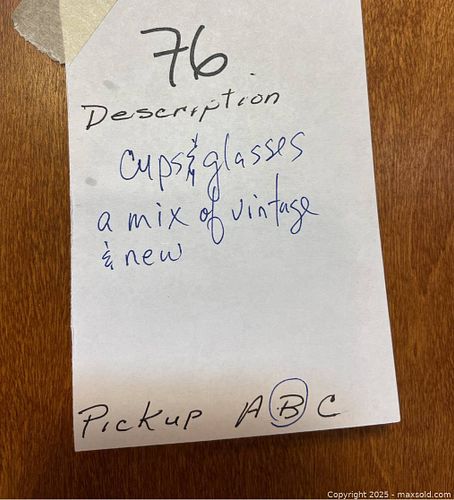 76
Description
Cups & glasses
a mix of vintage
& new
Pickup A B C
Copyright © 2025 - maxsold.com